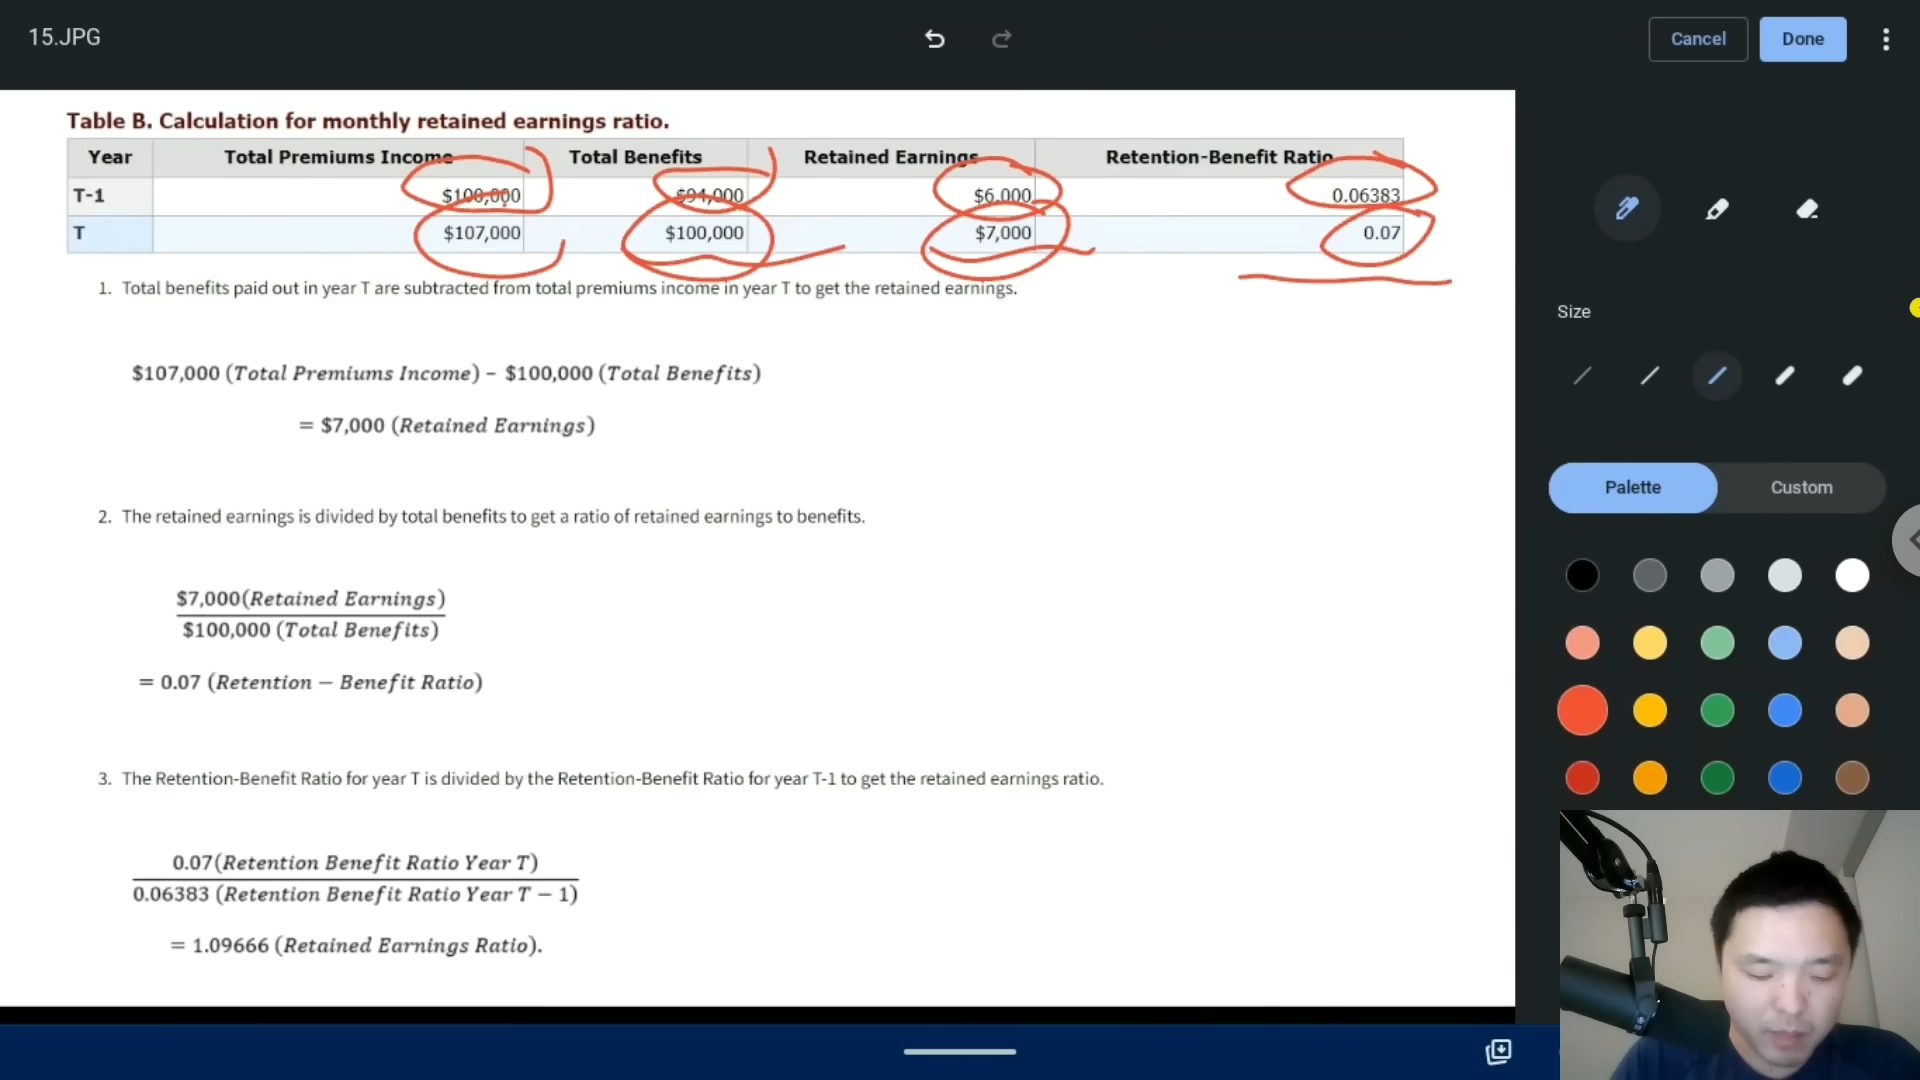 15.JPG
Cancel
Done
Table B. Calculation for monthly retained earnings ratio.
Year Total Premiums Income Total Benefits Retained Earnings Retention-Benefit Ratio
T-1 $100,000 $94,000 $6,000 0.06383
T $107,000 $100,000 $7,000 0.07
1. Total benefits paid out in year T are subtracted from total premiums income in year T to get the retained earnings.
$107,000 (Total Premiums Income) – $100,000 (Total Benefits)
= $7,000 (Retained Earnings)
2. The retained earnings is divided by total benefits to get a ratio of retained earnings to benefits.
$7,000(Retained Earnings)
$100,000 (Total Benefits)
= 0.07 (Retention – Benefit Ratio)
3. The Retention-Benefit Ratio for year T is divided by the Retention-Benefit Ratio for year T-1 to get the retained earnings ratio.
0.07(Retention Benefit Ratio Year T)
0.06383 (Retention Benefit Ratio Year T – 1)
= 1.09666 (Retained Earnings Ratio).
Size
Palette
Custom